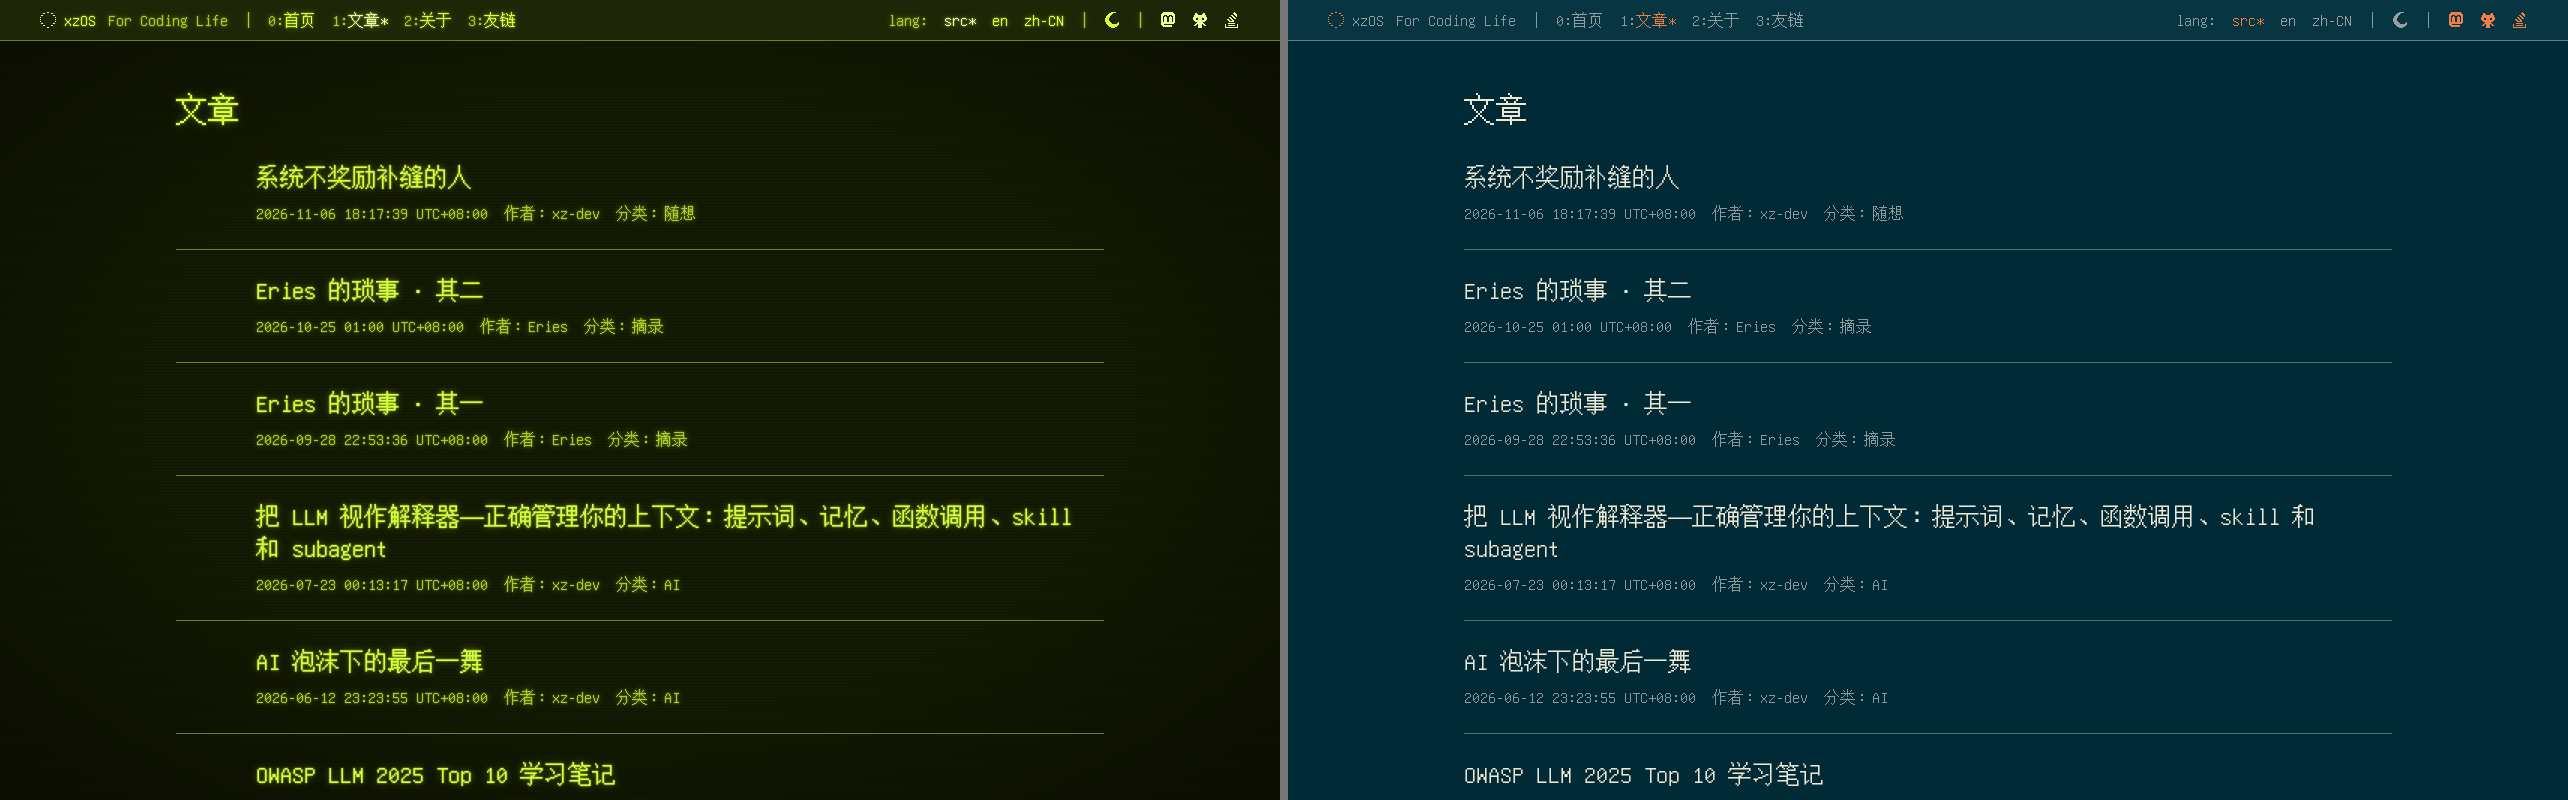 xzOS For Coding Life | 0:首页 1:文章* 2:关于 3:友链 lang: src* en zh-CN | |
文章
系统不奖励补缝的人
2026-11-06 18:17:39 UTC+08:00 作者：xz-dev 分类：随想
Eries 的琐事 · 其二
2026-10-25 01:00 UTC+08:00 作者：Eries 分类：摘录
Eries 的琐事 · 其一
2026-09-28 22:53:36 UTC+08:00 作者：Eries 分类：摘录
把 LLM 视作解释器——正确管理你的上下文：提示词、记忆、函数调用、skill
和 subagent
2026-07-23 00:13:17 UTC+08:00 作者：xz-dev 分类：AI
AI 泡沫下的最后一舞
2026-06-12 23:23:55 UTC+08:00 作者：xz-dev 分类：AI
OWASP LLM 2025 Top 10 学习笔记
xzOS For Coding Life | 0:首页 1:文章* 2:关于 3:友链 lang: src* en zh-CN | |
文章
系统不奖励补缝的人
2026-11-06 18:17:39 UTC+08:00 作者：xz-dev 分类：随想
Eries 的琐事 · 其二
2026-10-25 01:00 UTC+08:00 作者：Eries 分类：摘录
Eries 的琐事 · 其一
2026-09-28 22:53:36 UTC+08:00 作者：Eries 分类：摘录
把 LLM 视作解释器——正确管理你的上下文：提示词、记忆、函数调用、skill 和
subagent
2026-07-23 00:13:17 UTC+08:00 作者：xz-dev 分类：AI
AI 泡沫下的最后一舞
2026-06-12 23:23:55 UTC+08:00 作者：xz-dev 分类：AI
OWASP LLM 2025 Top 10 学习笔记